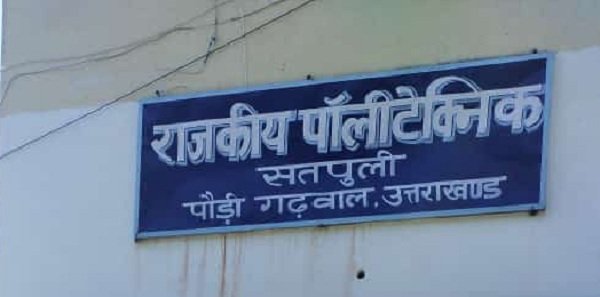 राजकीय पॉलीटेक्निक
सतपुली
पौड़ी गढ़वाल, उत्तराखण्ड